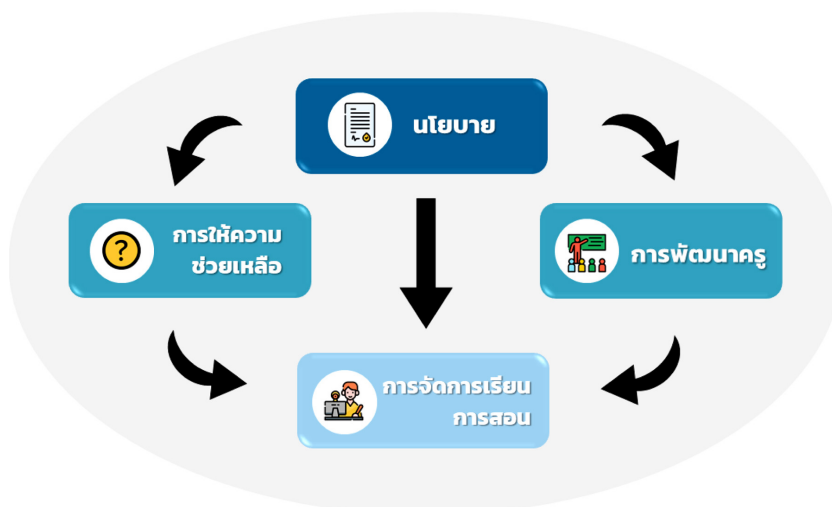 นโยบาย
การให้ความ
ช่วยเหลือ
?
การพัฒนาครู
การจัดการเรียน
การสอน